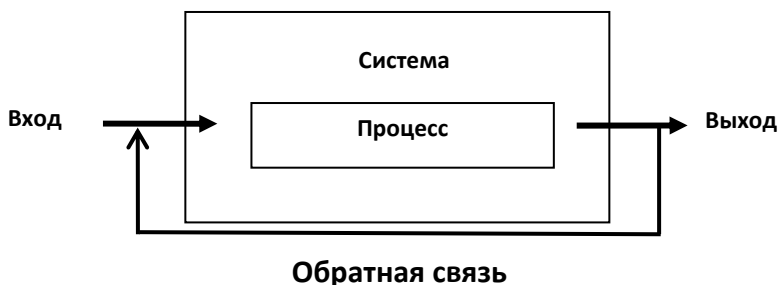 Система
Вход
Процесс
Выход
Обратная связь